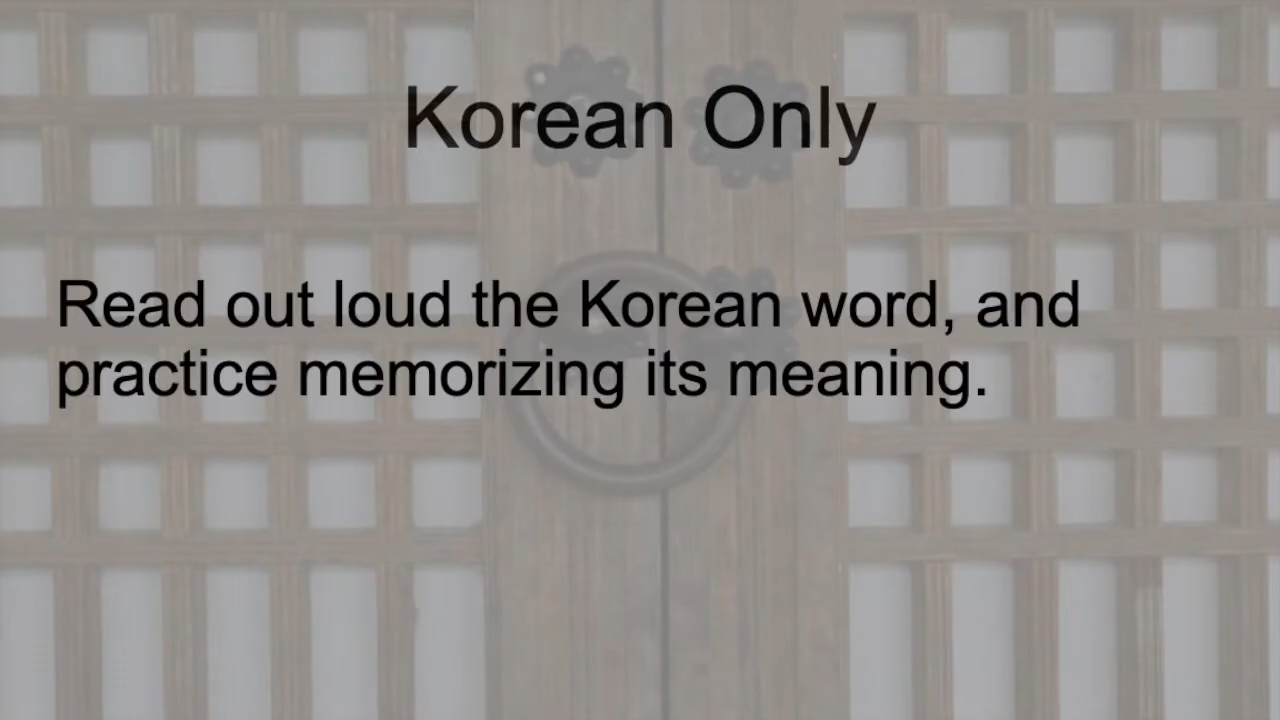 Korean Only
Read out loud the Korean word, and
practice memorizing its meaning.